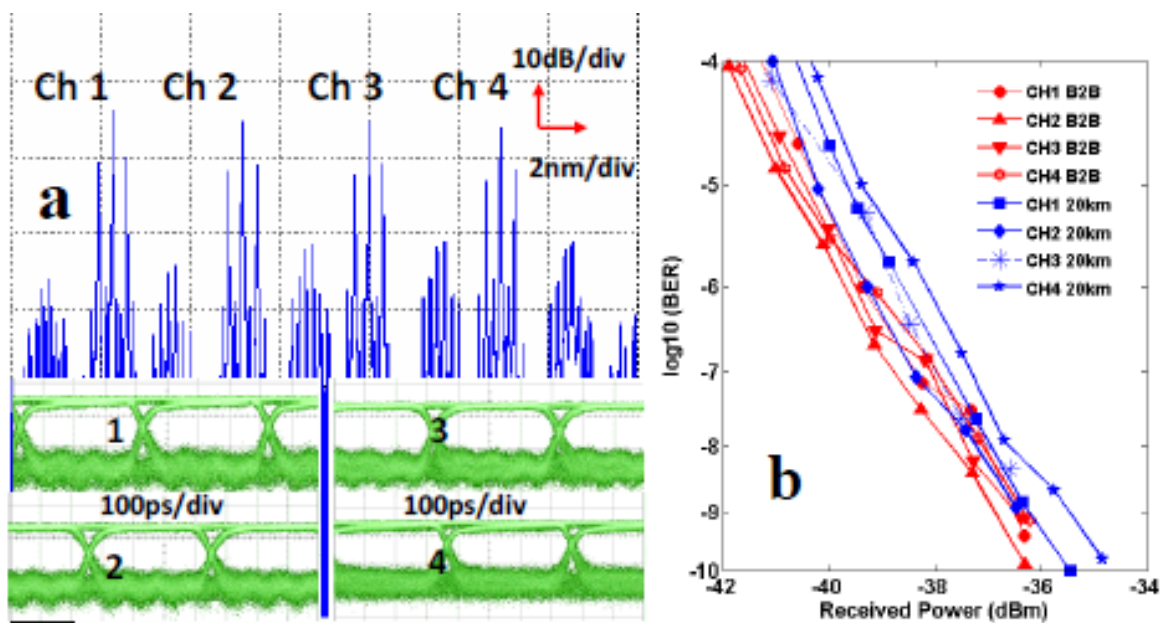 10dB/div
Ch 1 Ch 2 Ch 3 Ch 4
2nm/div
a
1
3
100ps/div 100ps/div
2
4
-4
-5
-6
-7
-8
-9
-10
log10 (BER)
CH1 B2B
CH2 B2B
CH3 B2B
CH4 B2B
CH1 20km
CH2 20km
CH3 20km
CH4 20km
b
-42 -40 -38 -36 -34
Received Power (dBm)